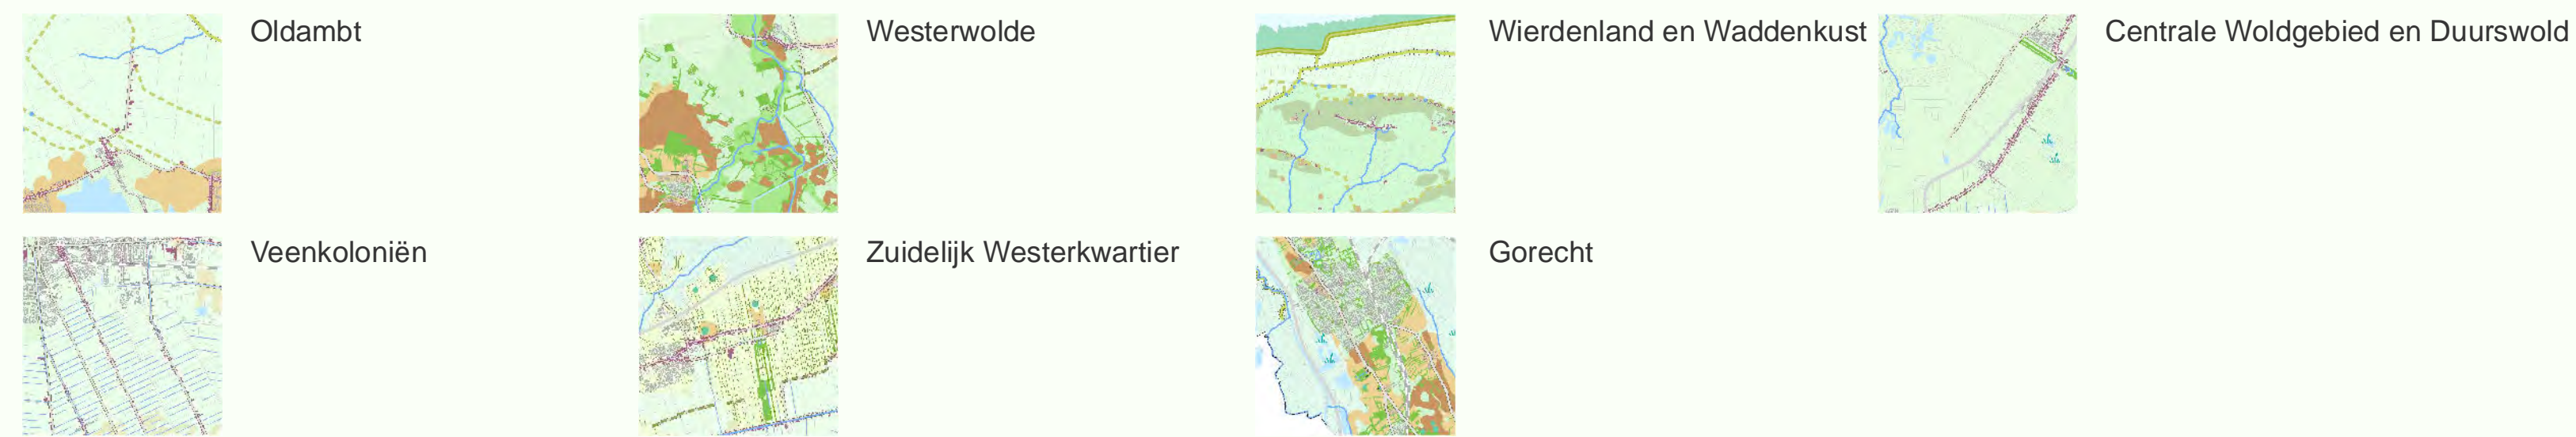 Oldambt
Westerwolde
Wierdenland en Waddenkust
Centrale Woldgebied en Duurswold
Veenkoloniën
Zuidelijk Westerkwartier
Gorecht